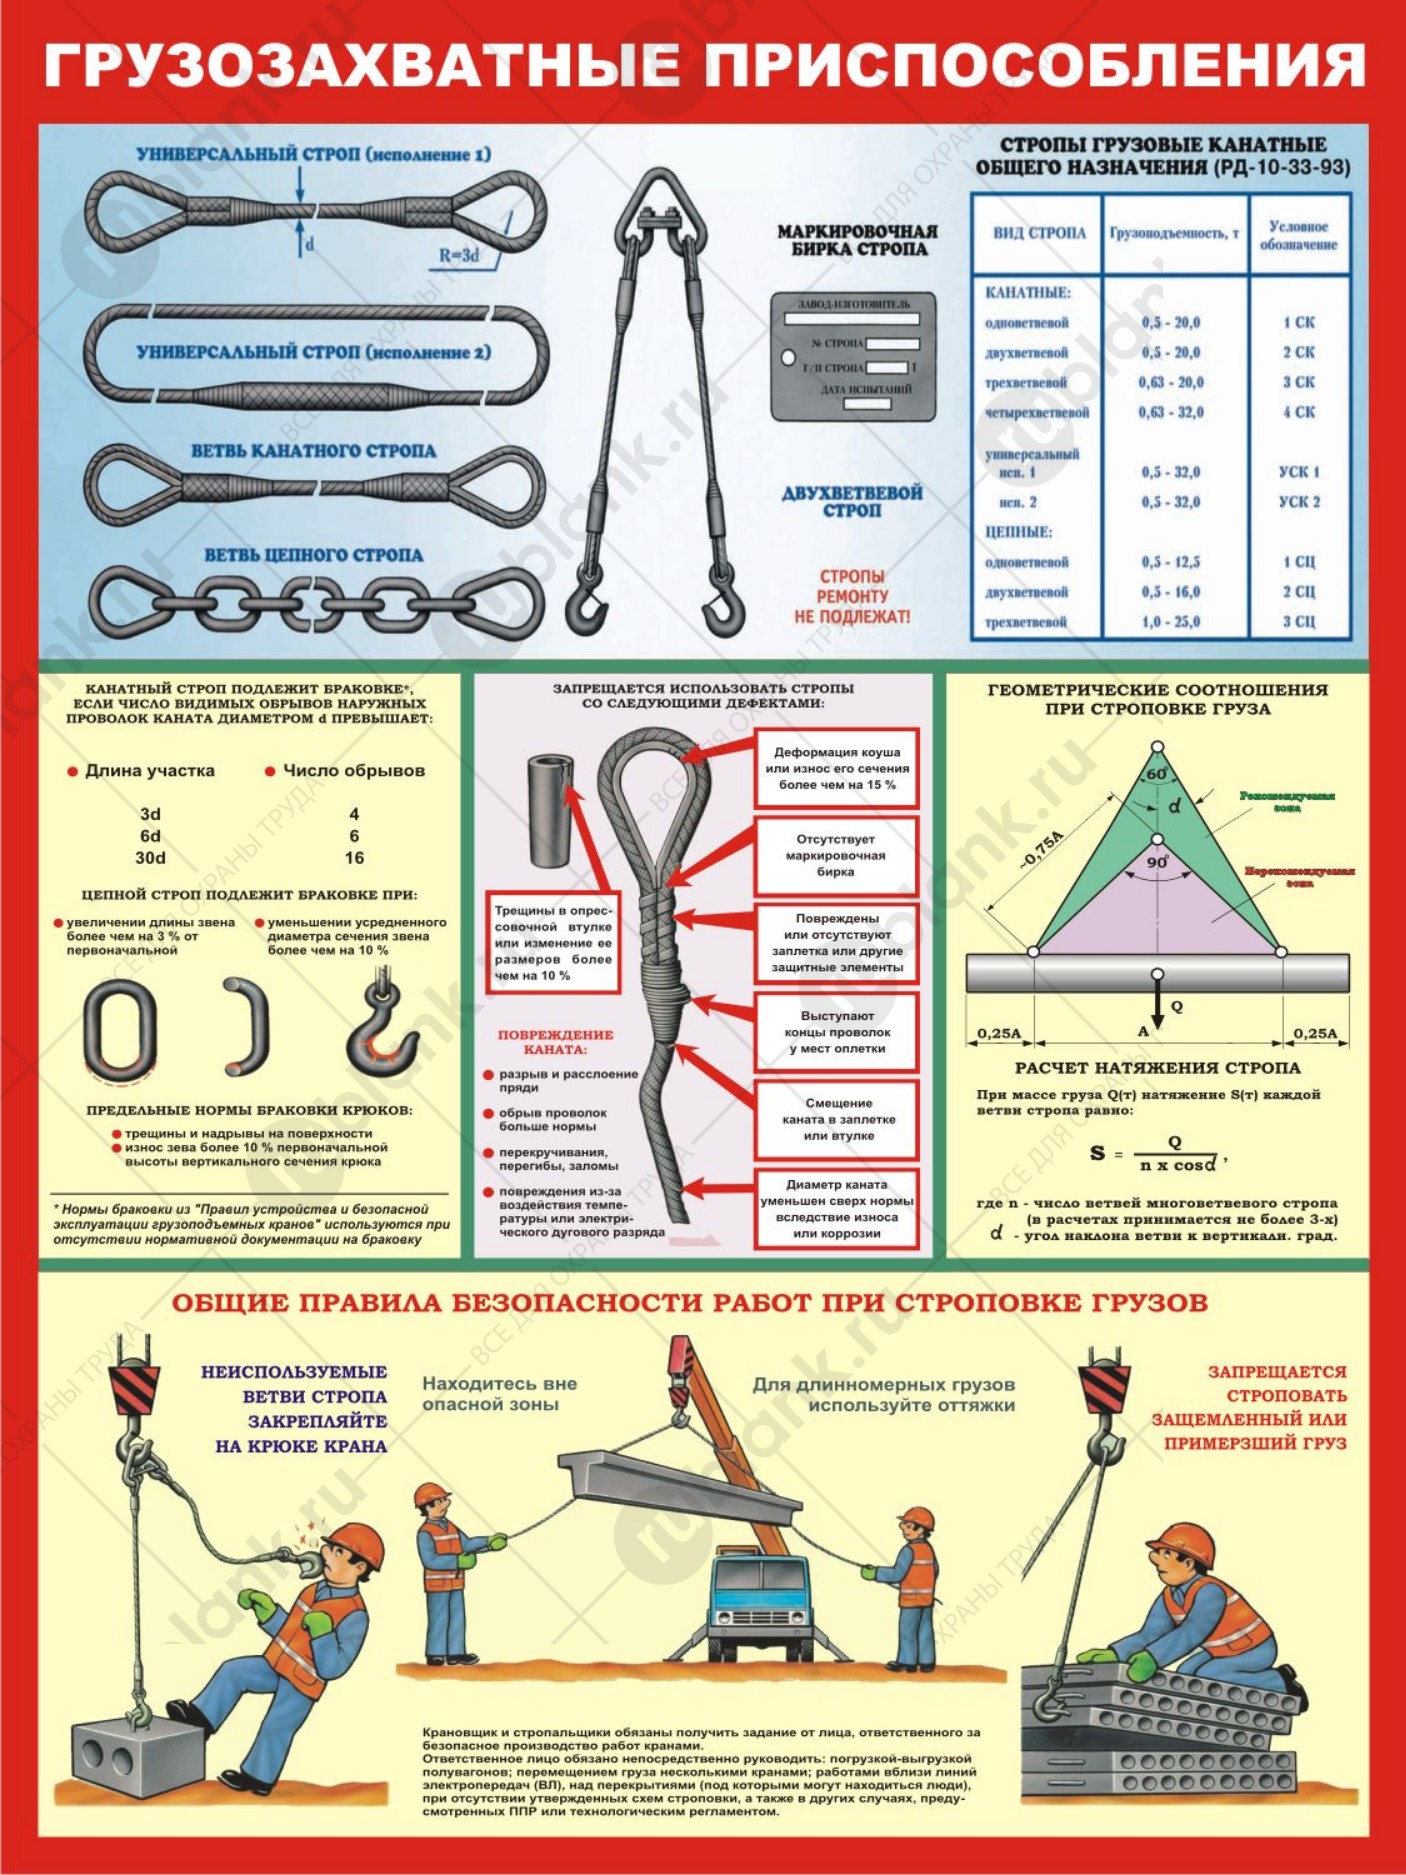 ГРУЗОЗАХВАТНЫЕ ПРИСПОСОБЛЕНИЯ
УНИВЕРСАЛЬНЫЙ СТРОП (исполнение 1)
d
R=3d
УНИВЕРСАЛЬНЫЙ СТРОП (исполнение 2)
ВЕТВЬ КАНАТНОГО СТРОПА
ВЕТВЬ ЦЕПНОГО СТРОПА
МАРКИРОВОЧНАЯ
БИРКА СТРОПА
ЗАВОД-ИЗГОТОВИТЕЛЬ
№ СТРОПА
Г/П СТРОПА Т
ДАТА ИСПЫТАНИЙ
ДВУХВЕТВЕВОЙ
СТРОП
СТРОПЫ
РЕМОНТУ
НЕ ПОДЛЕЖАТ!
СТРОПЫ ГРУЗОВЫЕ КАНАТНЫЕ
ОБЩЕГО НАЗНАЧЕНИЯ (РД-10-33-93)
ВИД СТРОПА Грузоподъемность, т Условное
обозначение
КАНАТНЫЕ:
одноветвевой 0,5 - 20,0 1 СК
двухветвевой 0,5 - 20,0 2 СК
трехветвевой 0,63 - 20,0 3 СК
четырехветвевой 0,63 - 32,0 4 СК
универсальный
исп. 1 0,5 - 32,0 УСК 1
исп. 2 0,5 - 32,0 УСК 2
ЦЕПНЫЕ:
одноветвевой 0,5 - 12,5 1 СЦ
двухветвевой 0,5 - 16,0 2 СЦ
трехветвевой 1,0 - 25,0 3 СЦ
КАНАТНЫЙ СТРОП ПОДЛЕЖИТ БРАКОВКЕ*,
ЕСЛИ ЧИСЛО ВИДИМЫХ ОБРЫВОВ НАРУЖНЫХ
ПРОВОЛОК КАНАТА ДИАМЕТРОМ d ПРЕВЫШАЕТ:
Длина участка Число обрывов
3d 4
6d 6
30d 16
ЦЕПНОЙ СТРОП ПОДЛЕЖИТ БРАКОВКЕ ПРИ:
увеличении длины звена
более чем на 3 % от
первоначальной
уменьшении усредненного
диаметра сечения звена
более чем на 10 %
ПРЕДЕЛЬНЫЕ НОРМЫ БРАКОВКИ КРЮКОВ:
трещины и надрывы на поверхности
износ зева более 10 % первоначальной
высоты вертикального сечения крюка
* Нормы браковки из "Правил устройства и безопасной
эксплуатации грузоподъемных кранов" используются при
отсутствии нормативной документации на браковку
ЗАПРЕЩАЕТСЯ ИСПОЛЬЗОВАТЬ СТРОПЫ
СО СЛЕДУЮЩИМИ ДЕФЕКТАМИ:
Деформация коуша
или износ его сечения
более чем на 15 %
Отсутствует
маркировочная
бирка
Трещины в опрес-
совочной втулке
или изменение ее
размеров более
чем на 10 %
Повреждены
или отсутствуют
заплетка или другие
защитные элементы
Выступают
концы проволок
у мест оплетки
Смещение
каната в заплетке
или втулке
Диаметр каната
уменьшен сверх нормы
вследствие износа
или коррозии
ПОВРЕЖДЕНИЕ
КАНАТА:
разрыв и расслоение
пряди
обрыв проволок
больше нормы
перекручивания,
перегибы, заломы
повреждения из-за
воздействия темпе-
ратуры или электри-
ческого дугового разряда
ГЕОМЕТРИЧЕСКИЕ СООТНОШЕНИЯ
ПРИ СТРОПОВКЕ ГРУЗА
60°
d
Рекомендуемая
зона
~0,75А
90°
Нерекомендуемая
зона
Q
0,25А А 0,25А
РАСЧЕТ НАТЯЖЕНИЯ СТРОПА
При массе груза Q(т) натяжение S(т) каждой
ветви стропа равно:
S = Q
n x cosd ,
где n - число ветвей многоветвевого стропа
(в расчетах принимается не более 3-х)
d - угол наклона ветви к вертикали. град.
ОБЩИЕ ПРАВИЛА БЕЗОПАСНОСТИ РАБОТ ПРИ СТРОПОВКЕ ГРУЗОВ
НЕИСПОЛЬЗУЕМЫЕ
ВЕТВИ СТРОПА
ЗАКРЕПЛЯЙТЕ
НА КРЮКЕ КРАНА
Находитесь вне
опасной зоны
Для длинномерных грузов
используйте оттяжки
ЗАПРЕЩАЕТСЯ
СТРОПОВАТЬ
ЗАЩЕМЛЕННЫЙ ИЛИ
ПРИМЕРЗШИЙ ГРУЗ
Крановщик и стропальщики обязаны получить задание от лица, ответственного за
безопасное производство работ кранами.
Ответственное лицо обязано непосредственно руководить: погрузкой-выгрузкой
полувагонов; перемещением груза несколькими кранами; работами вблизи линий
электропередач (ВЛ), над перекрытиями (под которыми могут находиться люди),
при отсутствии утвержденных схем строповки, а также в других случаях, преду-
смотренных ППР или технологическим регламентом.
rublank.ru
ВСЕ ДЛЯ ОХРАНЫ ТРУДА